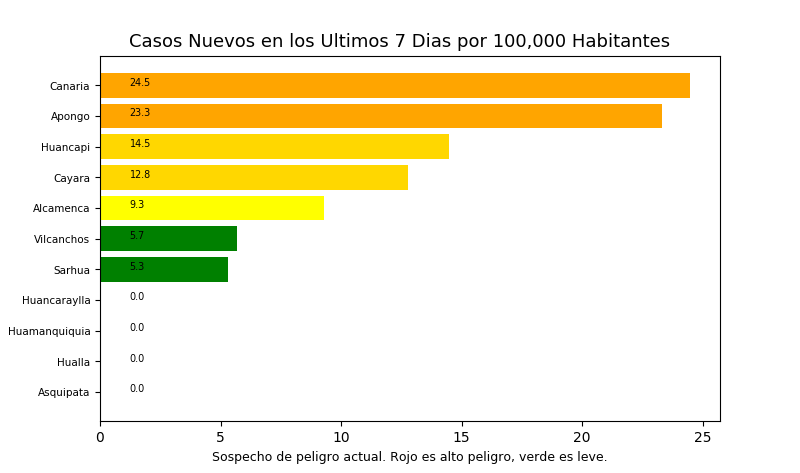 Casos Nuevos en los Ultimos 7 Dias por 100,000 Habitantes
Canaria 24.5
Apongo 23.3
Huancapi 14.5
Cayara 12.8
Alcamenca 9.3
Vilcanchos 5.7
Sarhua 5.3
Huancaraylla 0.0
Huamanquiquia 0.0
Hualla 0.0
Asquipata 0.0
0 5 10 15 20 25
Sospecho de peligro actual. Rojo es alto peligro, verde es leve.